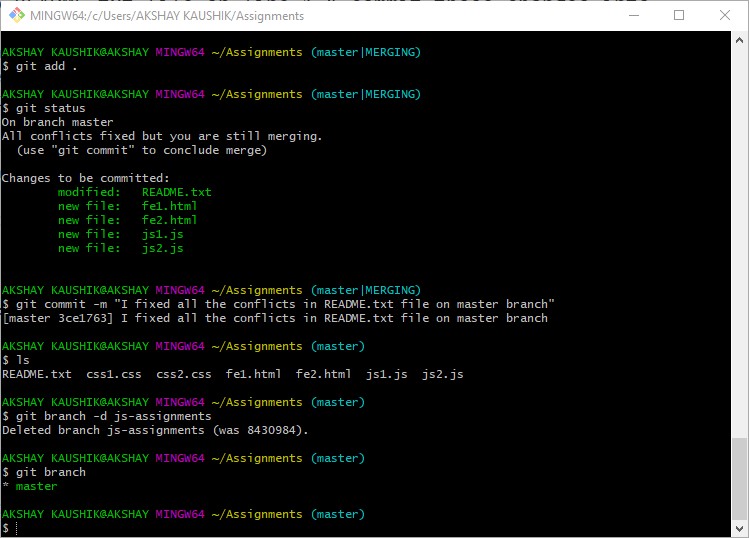 MINGW64:/c/Users/AKSHAY KAUSHIK/Assignments
AKSHAY KAUSHIK@AKSHAY MINGW64 ~/Assignments (master|MERGING)
$ git add .
AKSHAY KAUSHIK@AKSHAY MINGW64 ~/Assignments (master|MERGING)
$ git status
On branch master
All conflicts fixed but you are still merging.
(use "git commit" to conclude merge)
Changes to be committed:
modified: README.txt
new file: fe1.html
new file: fe2.html
new file: js1.js
new file: js2.js
AKSHAY KAUSHIK@AKSHAY MINGW64 ~/Assignments (master|MERGING)
$ git commit -m "I fixed all the conflicts in README.txt file on master branch"
[master 3ce1763] I fixed all the conflicts in README.txt file on master branch
AKSHAY KAUSHIK@AKSHAY MINGW64 ~/Assignments (master)
$ ls
README.txt css1.css css2.css fe1.html fe2.html js1.js js2.js
AKSHAY KAUSHIK@AKSHAY MINGW64 ~/Assignments (master)
$ git branch -d js-assignments
Deleted branch js-assignments (was 8430984).
AKSHAY KAUSHIK@AKSHAY MINGW64 ~/Assignments (master)
$ git branch
* master
AKSHAY KAUSHIK@AKSHAY MINGW64 ~/Assignments (master)
$